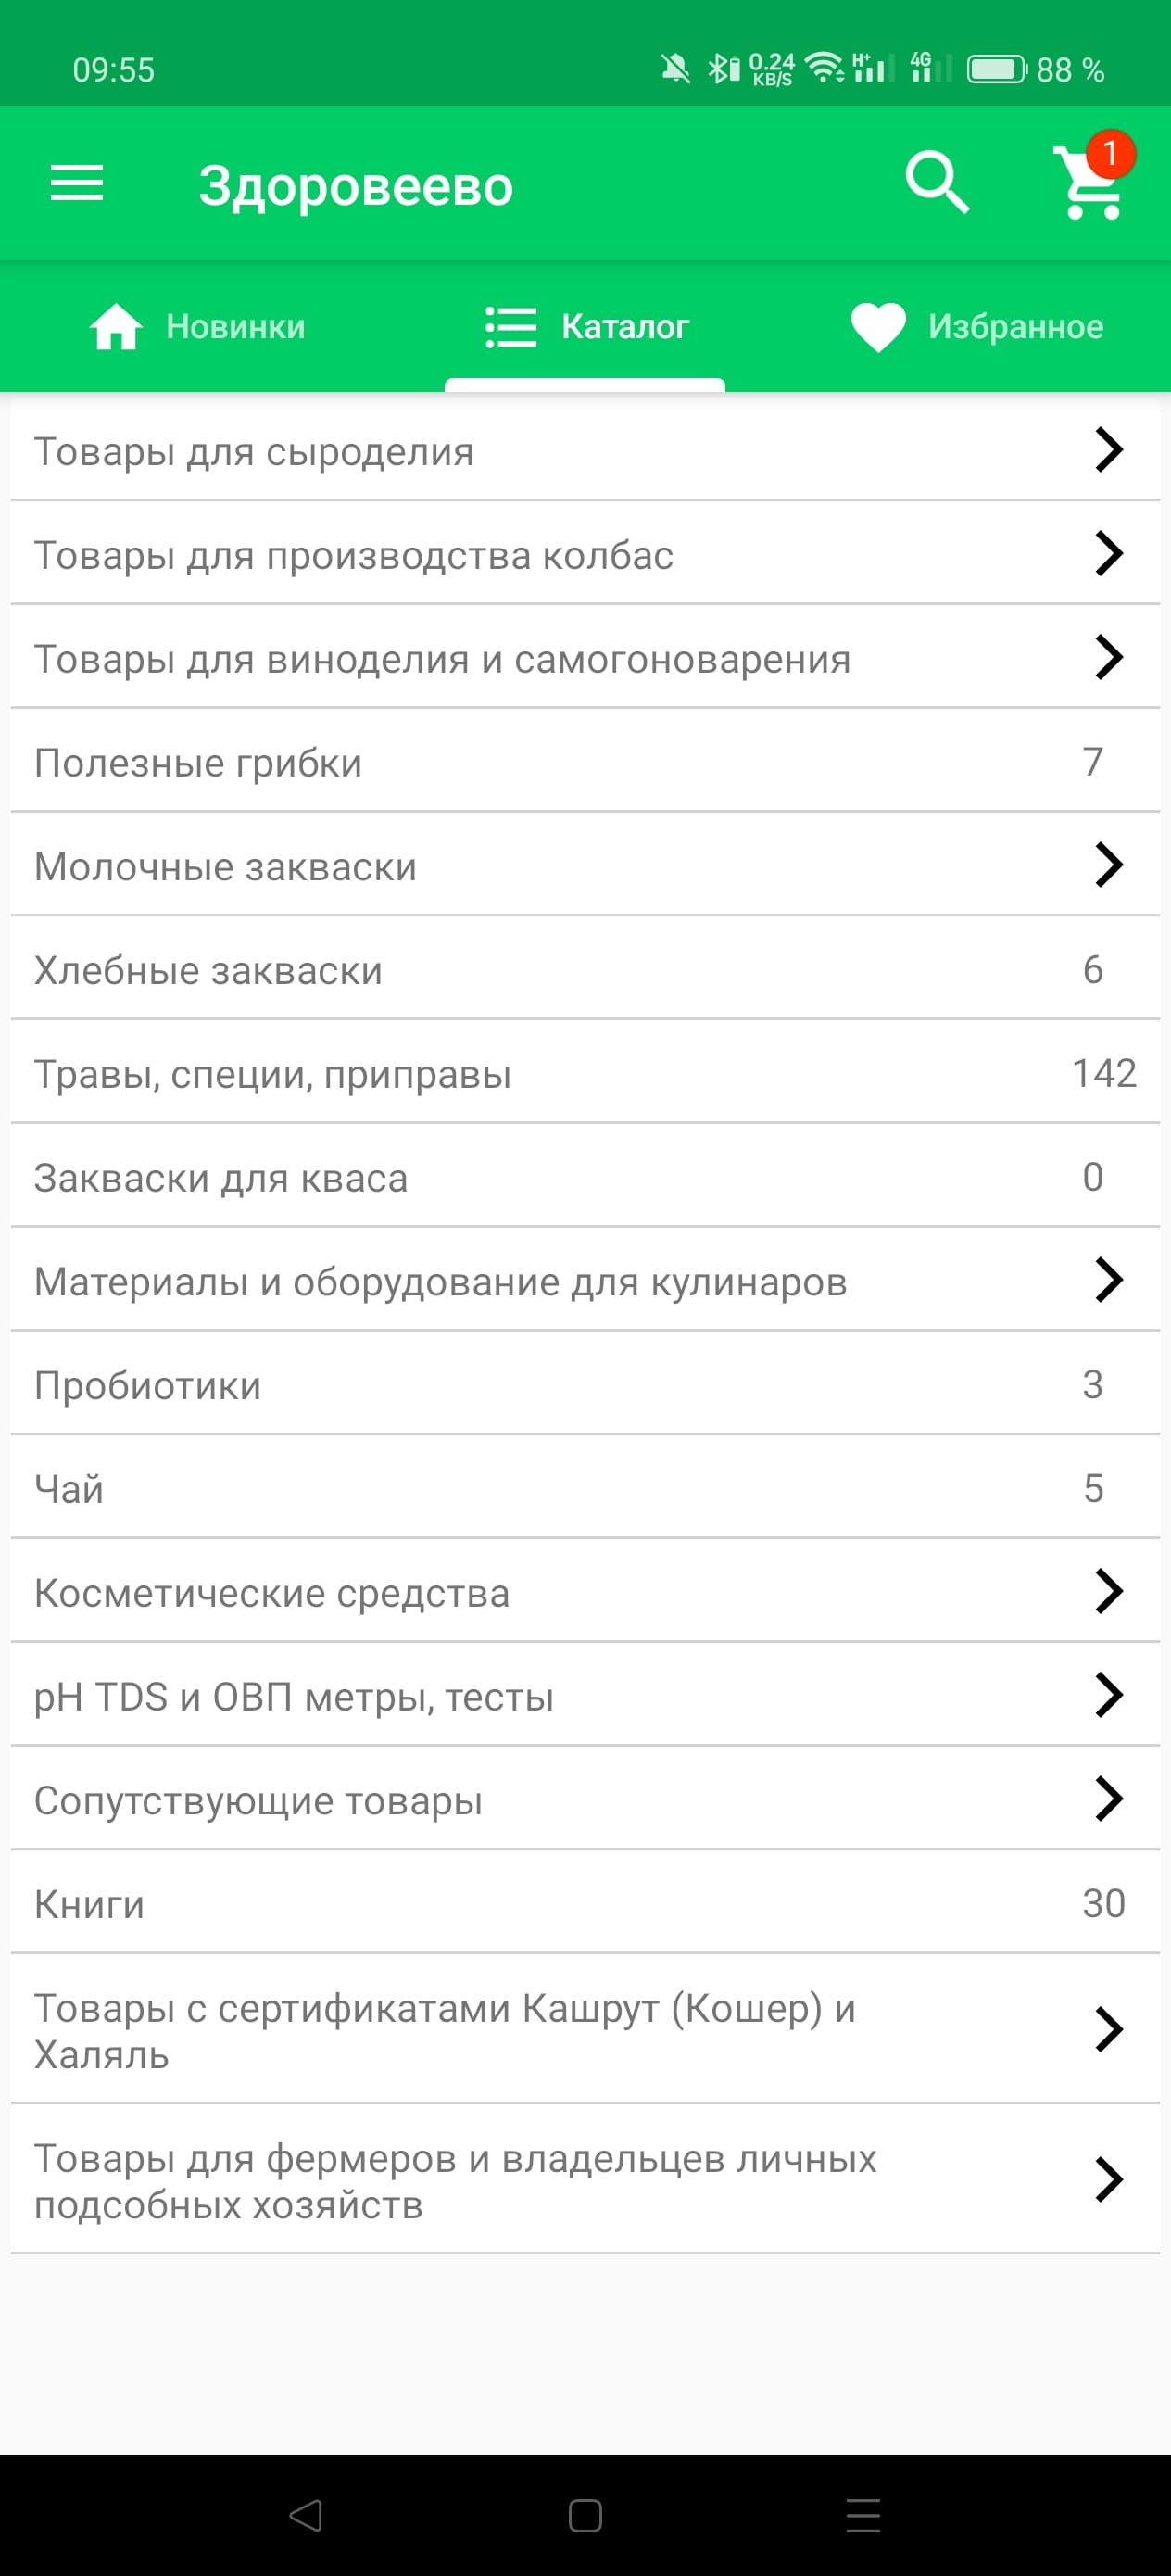 09:55
0.24 KB/S H+ 4G 88 %
Здоровеево
1
Новинки Каталог Избранное
Товары для сыроделия
Товары для производства колбас
Товары для виноделия и самогоноварения
Полезные грибки 7
Молочные закваски
Хлебные закваски 6
Травы, специи, приправы 142
Закваски для кваса 0
Материалы и оборудование для кулинаров
Пробиотики 3
Чай 5
Косметические средства
pH TDS и ОВП метры, тесты
Сопутствующие товары
Книги 30
Товары с сертификатами Кашрут (Кошер) и
Халяль
Товары для фермеров и владельцев личных
подсобных хозяйств